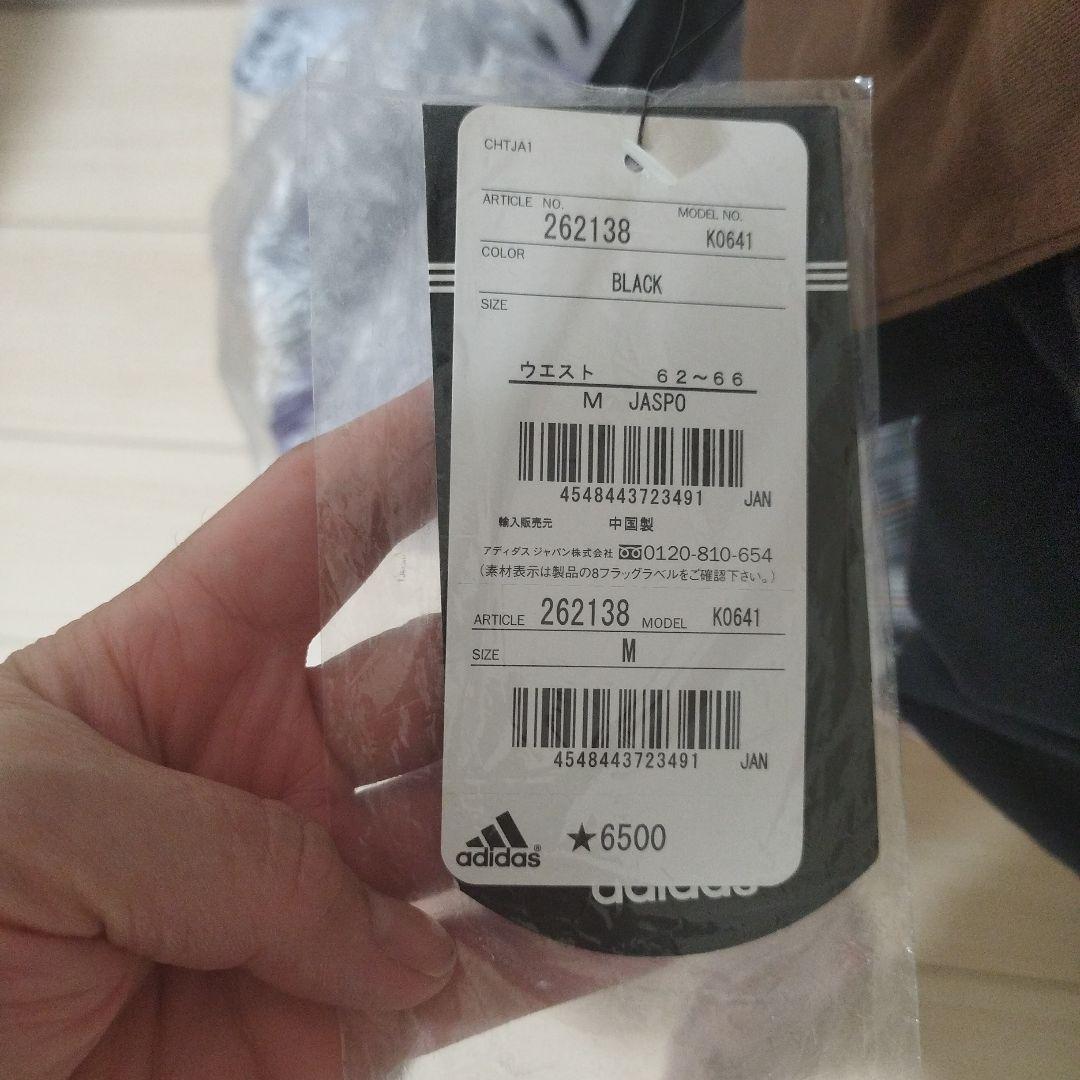 CHTJA1
ARTICLE NO. 262138 MODEL NO. K0641
COLOR
BLACK
SIZE
ウエスト 62～66
M JASPO
4548443723491 JAN
輸入販売元 中国製
アディダス ジャパン株式会社 0120-810-654
(素材表示は製品の8フラッグラベルをご確認下さい。)
ARTICLE 262138 MODEL K0641
SIZE M
4548443723491 JAN
adidas® ★6500
adidas